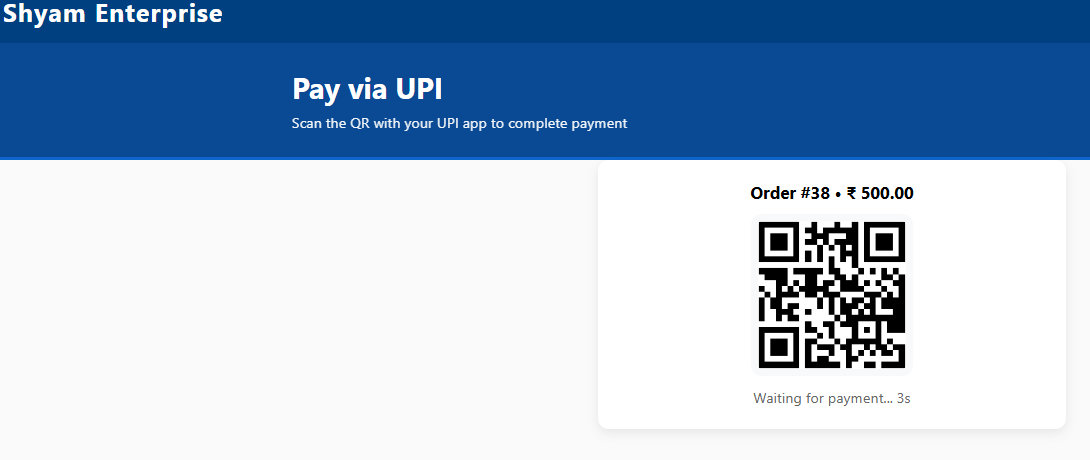 Shyam Enterprise
Pay via UPI
Scan the QR with your UPI app to complete payment
Order #38 • ₹ 500.00
Waiting for payment... 3s